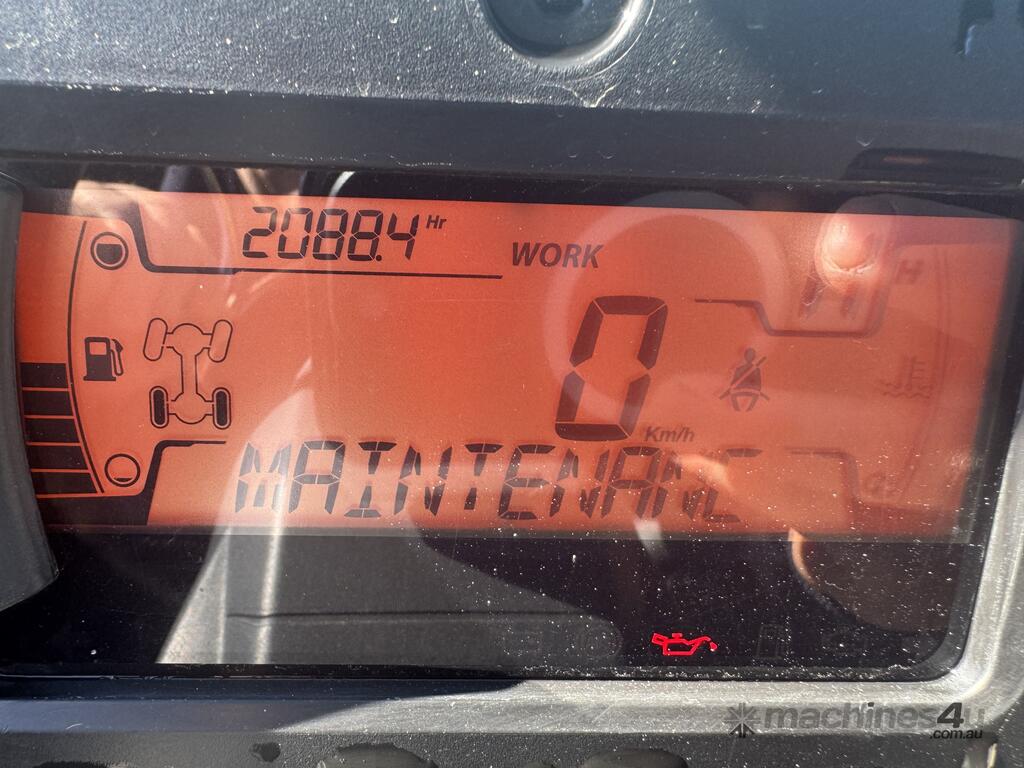 2088.4 Hr
WORK
H
0 Km/h
MAINTENANC
machines4u
.com.au